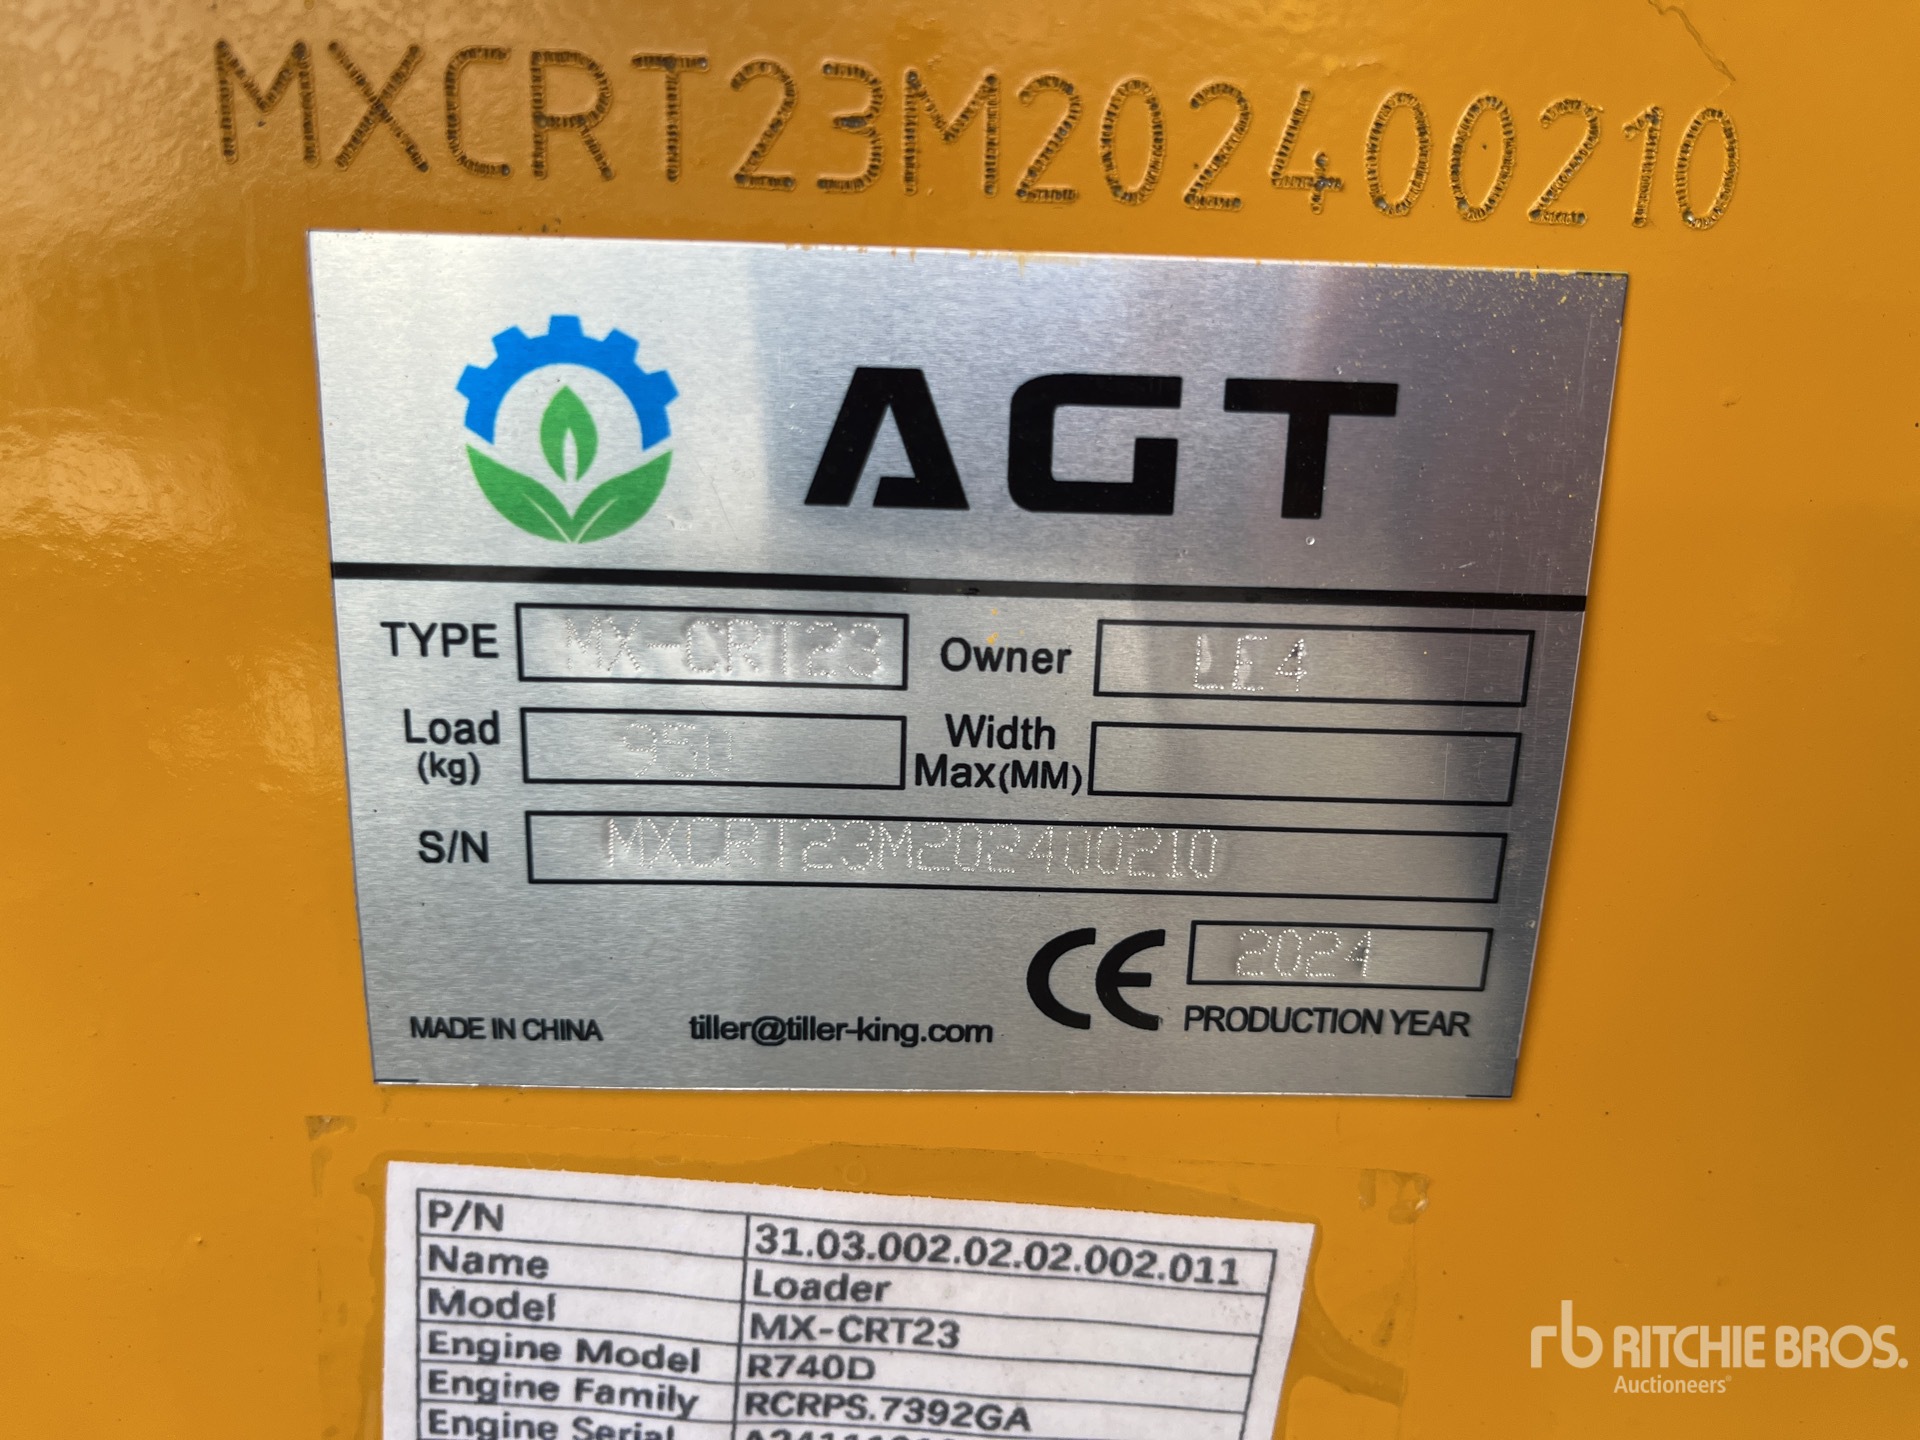 MXCRT23M202400210
AGT
TYPE MX-CRT23 Owner LE4
Load (kg) 950 Width Max(MM)
S/N MXCRT23M202400210
CE 2024
MADE IN CHINA tiller@tiller-king.com PRODUCTION YEAR
P/N 31.03.002.02.02.002.011
Name Loader
Model MX-CRT23
Engine Model R740D
Engine Family RCRPS.7392GA
Engine Serial
rb RITCHIE BROS.
Auctioneers